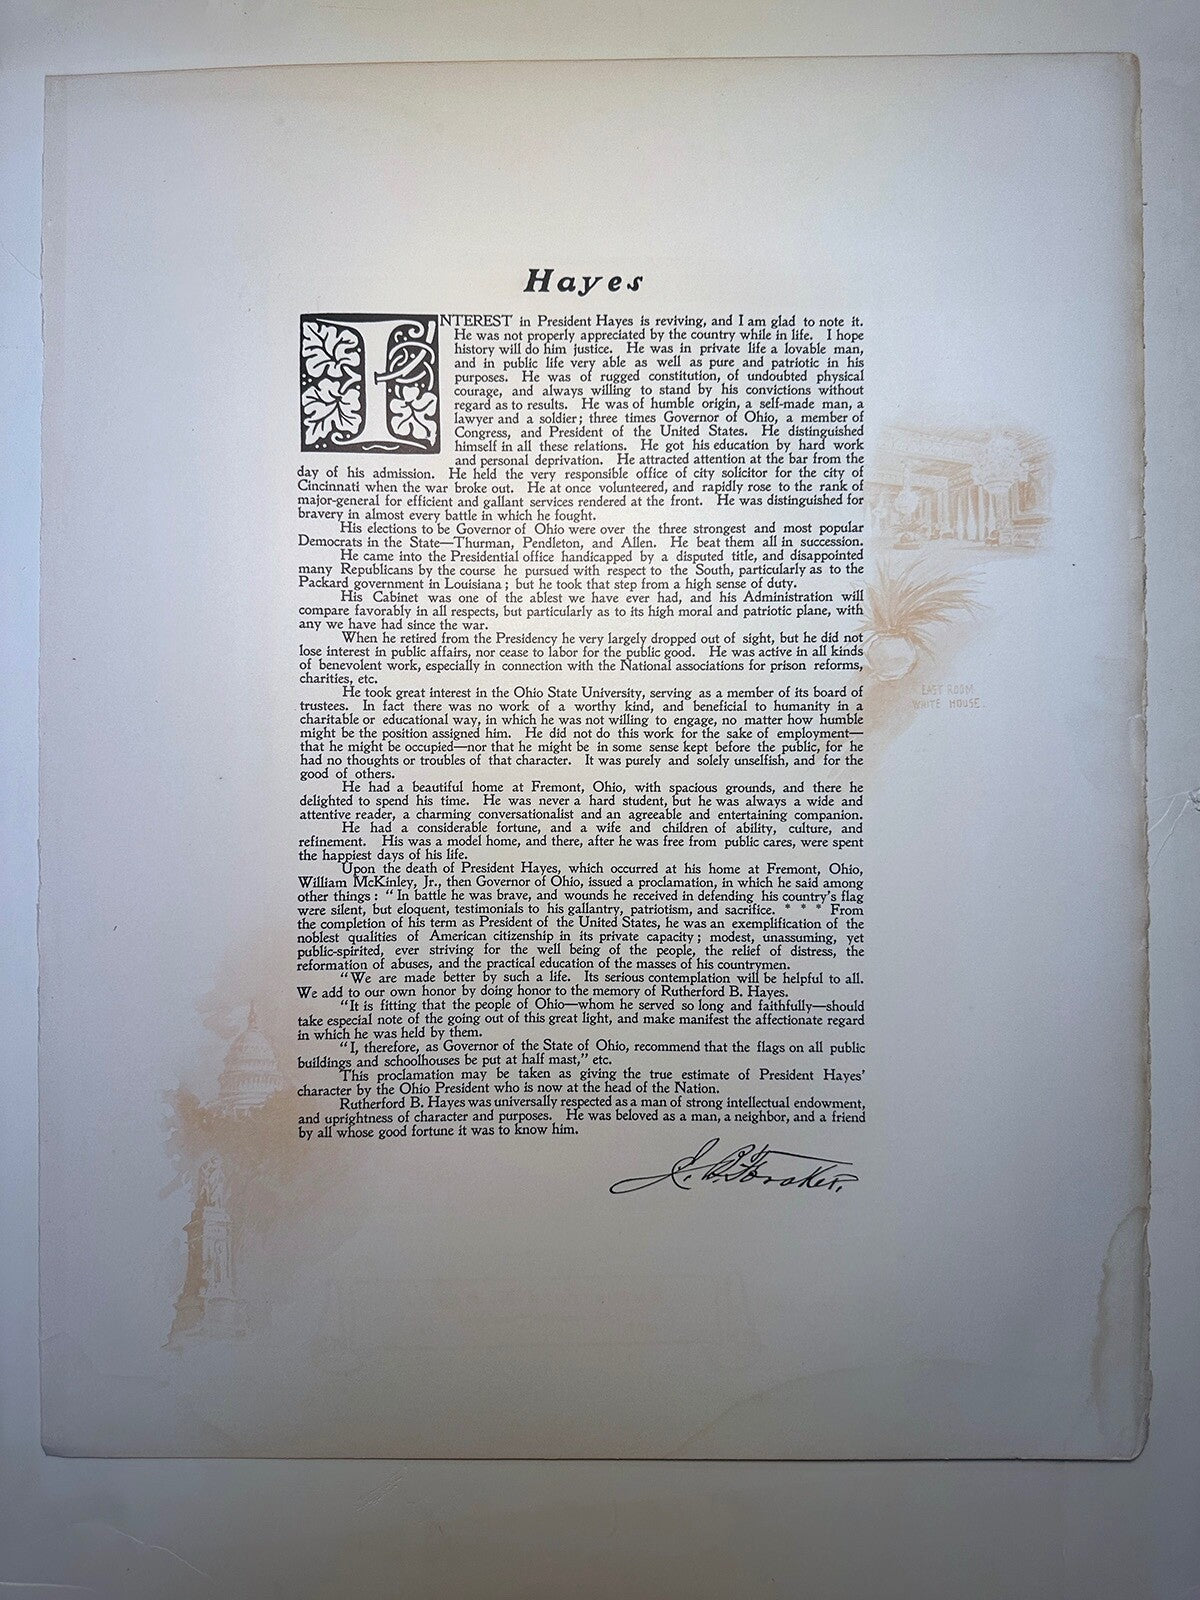 Hayes
INTEREST in President Hayes is reviving, and I am glad to note it.
He was not properly appreciated by the country while in life. I hope
history will do him justice. He was in private life a lovable man,
and in public life very able as well as pure and patriotic in his
purposes. He was of rugged constitution, of undoubted physical
courage, and always willing to stand by his convictions without
regard as to results. He was of humble origin, a self-made man, a
lawyer and a soldier; three times Governor of Ohio, a member of
Congress, and President of the United States. He distinguished
himself in all these relations. He got his education by hard work
and personal deprivation. He attracted attention at the bar from the
day of his admission. He held the very responsible office of city solicitor for the city of
Cincinnati when the war broke out. He at once volunteered, and rapidly rose to the rank of
major-general for efficient and gallant services rendered at the front. He was distinguished for
bravery in almost every battle in which he fought.
His elections to be Governor of Ohio were over the three strongest and most popular
Democrats in the State—Thurman, Pendleton, and Allen. He beat them all in succession.
He came into the Presidential office handicapped by a disputed title, and disappointed
many Republicans by the course he pursued with respect to the South, particularly as to the
Packard government in Louisiana; but he took that step from a high sense of duty.
His Cabinet was one of the ablest we have ever had, and his Administration will
compare favorably in all respects, but particularly as to its high moral and patriotic plane, with
any we have had since the war.
When he retired from the Presidency he very largely dropped out of sight, but he did not
lose interest in public affairs, nor cease to labor for the public good. He was active in all kinds
of benevolent work, especially in connection with the National associations for prison reforms,
charities, etc.
He took great interest in the Ohio State University, serving as a member of its board of
trustees. In fact there was no work of a worthy kind, and beneficial to humanity in a
charitable or educational way, in which he was not willing to engage, no matter how humble
might be the position assigned him. He did not do this work for the sake of employment—
that he might be occupied—nor that he might be in some sense kept before the public, for he
had no thoughts or troubles of that character. It was purely and solely unselfish, and for the
good of others.
He had a beautiful home at Fremont, Ohio, with spacious grounds, and there he
delighted to spend his time. He was never a hard student, but he was always a wide and
attentive reader, a charming conversationalist and an agreeable and entertaining companion.
He had a considerable fortune, and a wife and children of ability, culture, and
refinement. His was a model home, and there, after he was free from public cares, were spent
the happiest days of his life.
Upon the death of President Hayes, which occurred at his home at Fremont, Ohio,
William McKinley, Jr., then Governor of Ohio, issued a proclamation, in which he said among
other things: "In battle he was brave, and wounds he received in defending his country's flag
were silent, but eloquent, testimonials to his gallantry, patriotism, and sacrifice. * * * From
the completion of his term as President of the United States, he was an exemplification of the
noblest qualities of American citizenship in its private capacity; modest, unassuming, yet
public-spirited, ever striving for the well being of the people, the relief of distress, the
reformation of abuses, and the practical education of the masses of his countrymen.
"We are made better by such a life. Its serious contemplation will be helpful to all.
We add to our own honor by doing honor to the memory of Rutherford B. Hayes.
"It is fitting that the people of Ohio—whom he served so long and faithfully—should
take especial note of the going out of this great light, and make manifest the affectionate regard
in which he was held by them.
"I, therefore, as Governor of the State of Ohio, recommend that the flags on all public
buildings and schoolhouses be put at half mast," etc.
This proclamation may be taken as giving the true estimate of President Hayes'
character by the Ohio President who is now at the head of the Nation.
Rutherford B. Hayes was universally respected as a man of strong intellectual endowment,
and uprightness of character and purposes. He was beloved as a man, a neighbor, and a friend
by all whose good fortune it was to know him.
J. B. Foraker.
EAST ROOM
WHITE HOUSE.